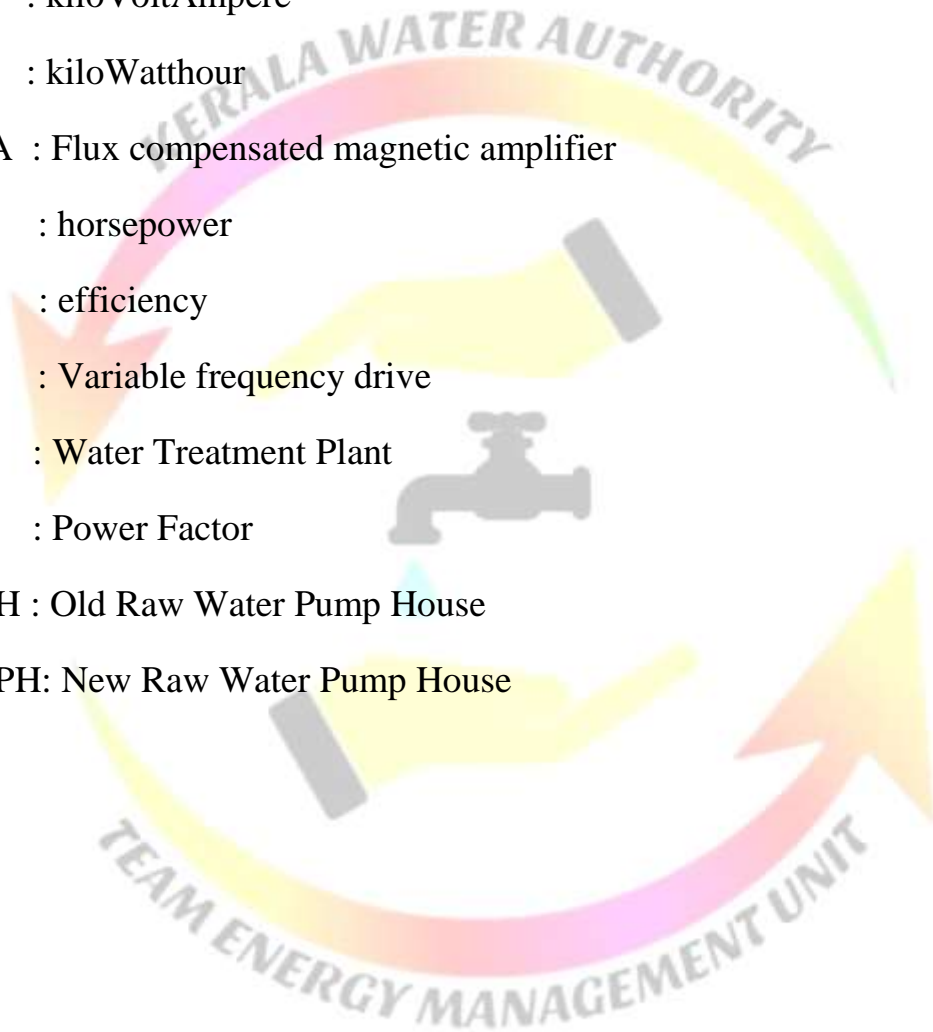 : kiloVoltAmpere
: kiloWatthour
A : Flux compensated magnetic amplifier
: horsepower
: efficiency
: Variable frequency drive
: Water Treatment Plant
: Power Factor
H : Old Raw Water Pump House
PH: New Raw Water Pump House
KERALA WATER AUTHORITY
TEAM ENERGY MANAGEMENT UNIT